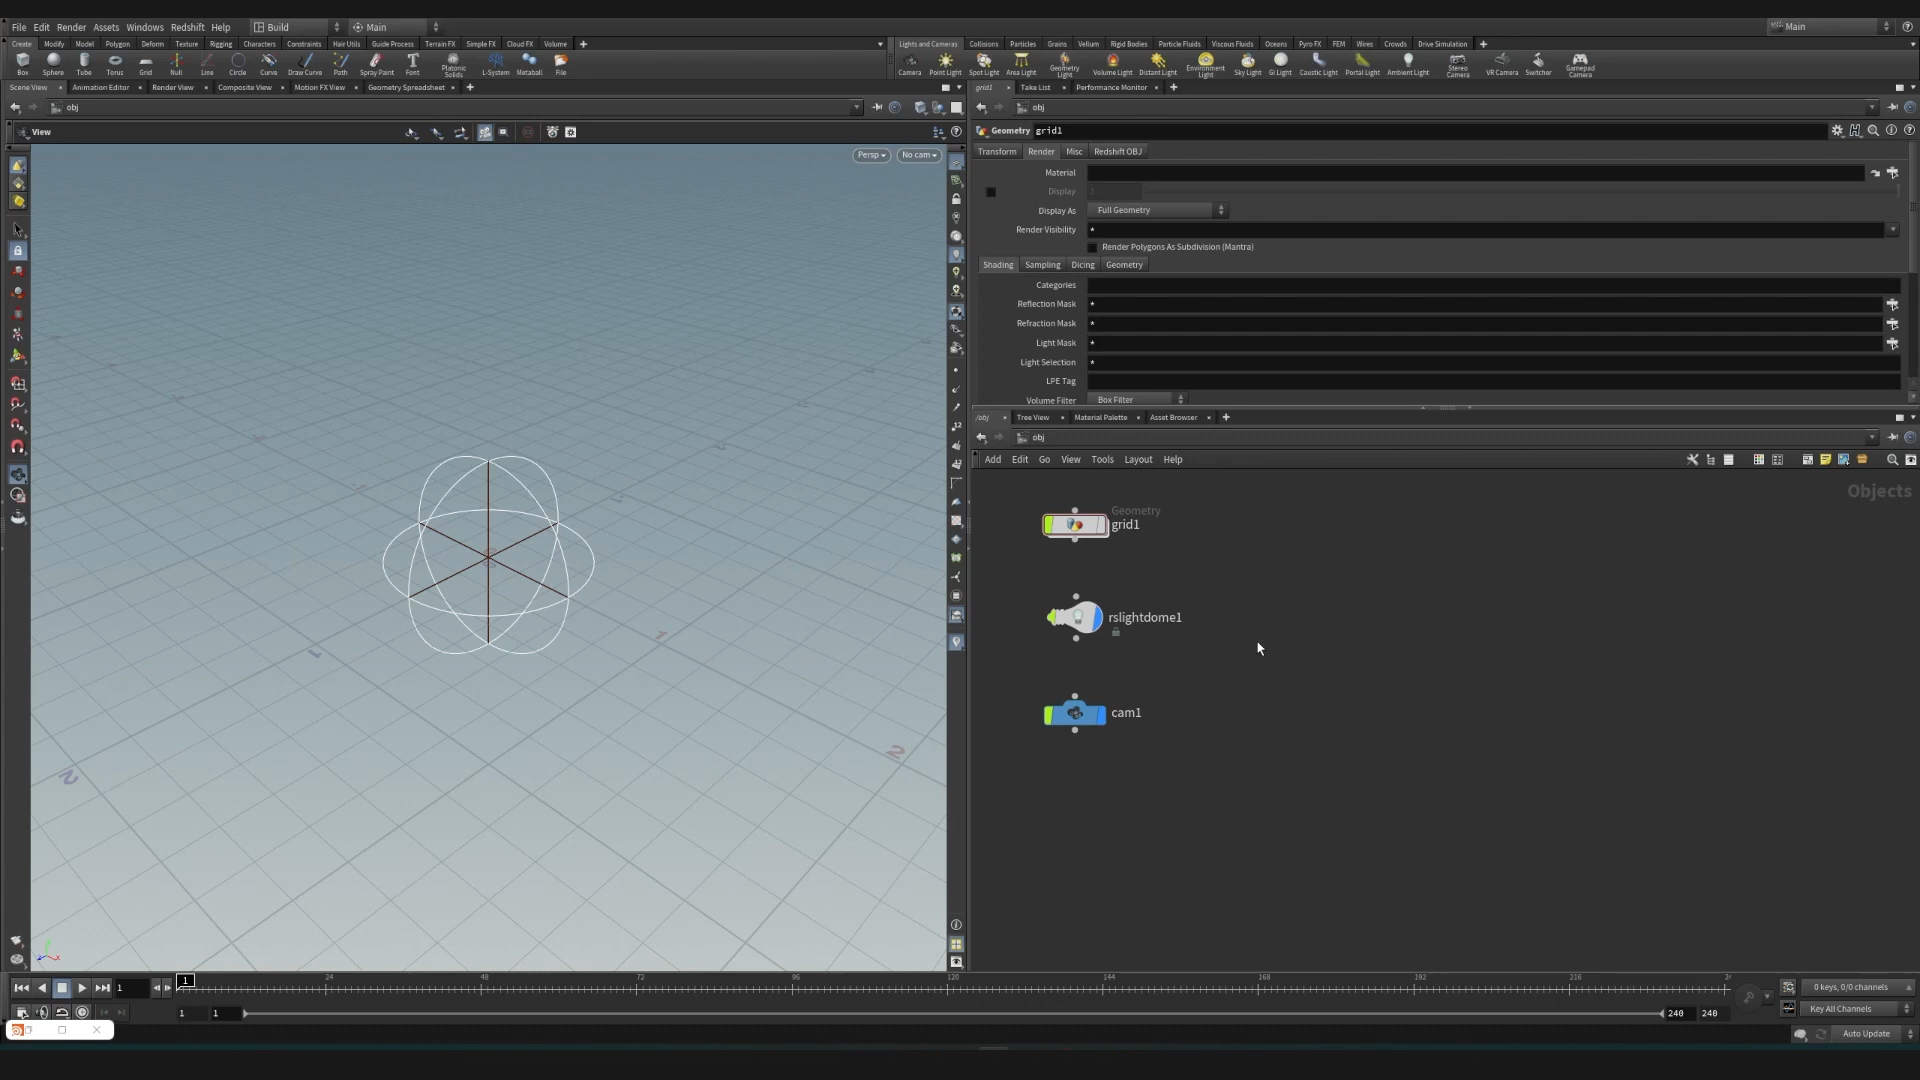 File Edit Render Assets Windows Redshift Help Build Main Main
Create Modify Model Polygon Deform Texture Rigging Characters Constraints Hair Utils Guide Process Terrain FX Simple FX Cloud FX Volume
Lights and Cameras Collisions Particles Grains Vellum Rigid Bodies Particle Fluids Viscous Fluids Oceans Pyro FX FEM Wires Crowds Drive Simulation
Box Sphere Tube Torus Grid Null Line Circle Curve Draw Curve Path Spray Paint Font Platonic Solids L-System Metaball File
Camera Point Light Spot Light Area Light Geometry Light Volume Light Distant Light Environment Light Sky Light GI Light Caustic Light Portal Light Ambient Light Stereo Camera VR Camera Switcher Gamepad Camera
Scene View Animation Editor Render View Composite View Motion FX View Geometry Spreadsheet
grid1 Take List Performance Monitor
obj
obj
View
Geometry grid1
Persp No cam
Transform Render Misc Redshift OBJ
Material
Display 1
Display As Full Geometry
Render Visibility *
Render Polygons As Subdivision (Mantra)
Shading Sampling Dicing Geometry
Categories
Reflection Mask *
Refraction Mask *
Light Mask *
Light Selection *
LPE Tag
Volume Filter Box Filter
/obj Tree View Material Palette Asset Browser
obj
Add Edit Go View Tools Layout Help
Objects
Geometry
grid1
rslightdome1
cam1
1
1
2
2
1 1 24 48 72 96 120 144 168 192 216
0 keys, 0/0 channels
1 1 240 240
Key All Channels
Auto Update